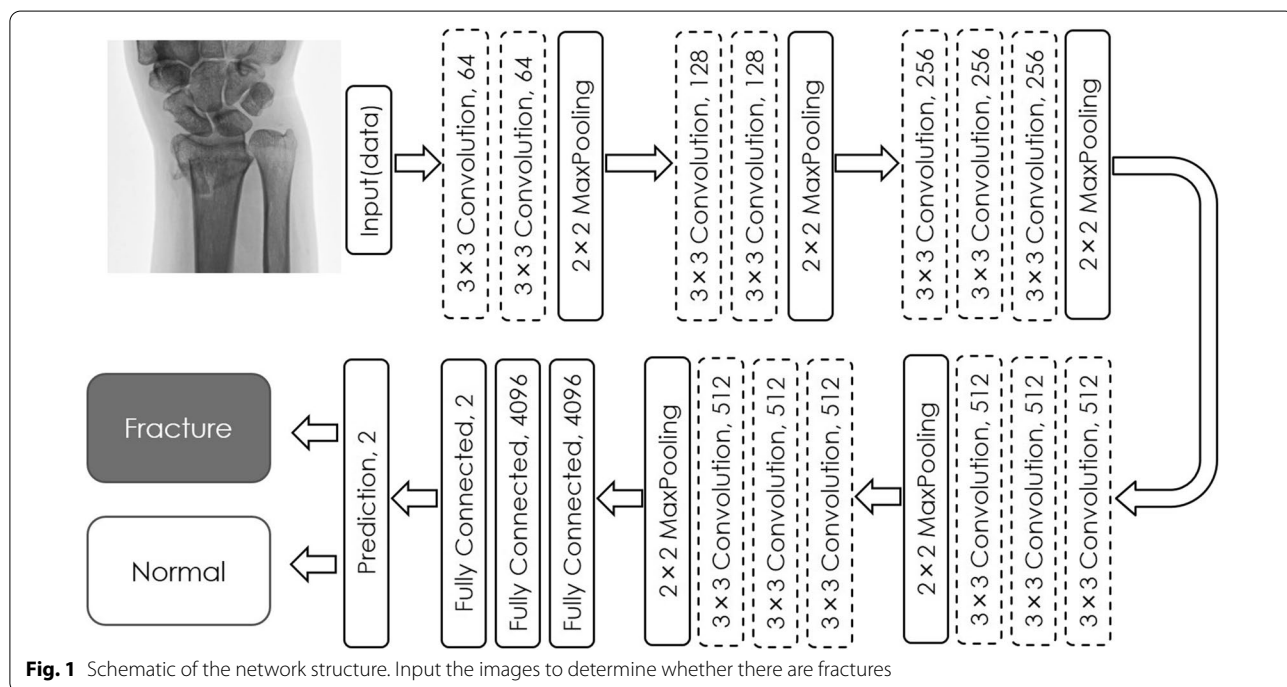 Input(data)
3×3 Convolution, 64
3×3 Convolution, 64
2×2 MaxPooling
3×3 Convolution, 128
3×3 Convolution, 128
2×2 MaxPooling
3×3 Convolution, 256
3×3 Convolution, 256
3×3 Convolution, 256
2×2 MaxPooling
3×3 Convolution, 512
3×3 Convolution, 512
3×3 Convolution, 512
2×2 MaxPooling
3×3 Convolution, 512
3×3 Convolution, 512
3×3 Convolution, 512
2×2 MaxPooling
Fully Connected, 4096
Fully Connected, 4096
Fully Connected, 2
Prediction, 2
Fracture
Normal
Fig. 1 Schematic of the network structure. Input the images to determine whether there are fractures